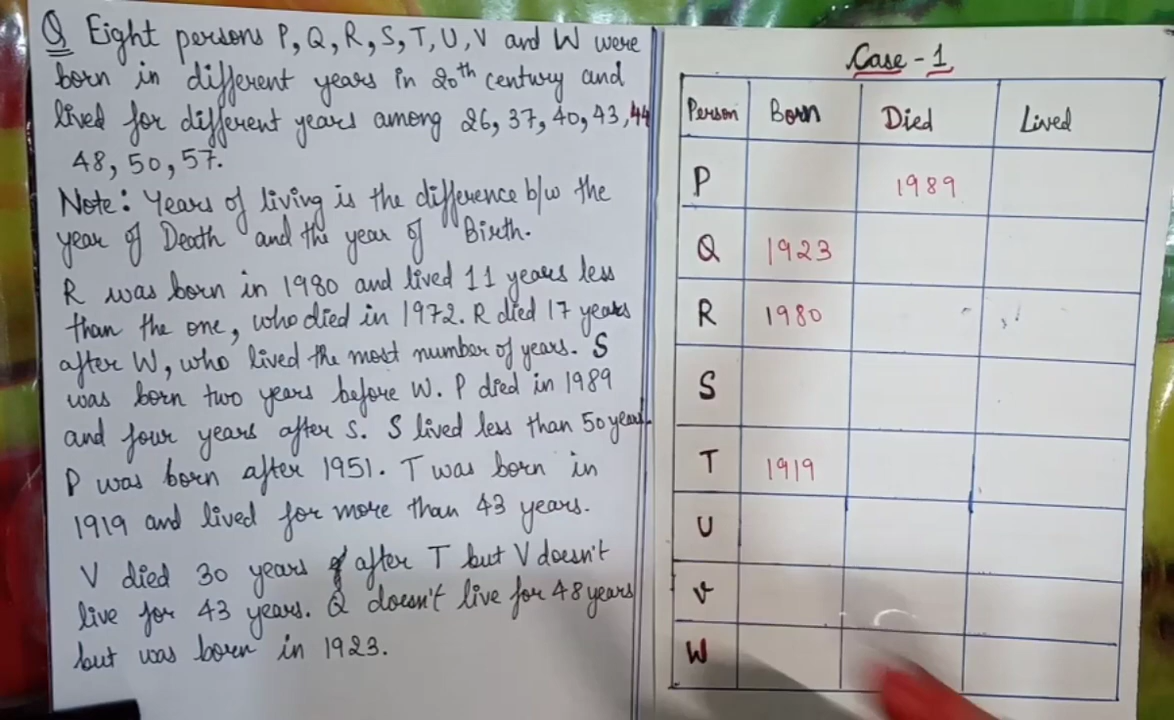 Q Eight persons P, Q, R, S, T, U, V and W were
born in different years in 20th century and
lived for different years among 26, 37, 40, 43, 44
48, 50, 57.
Note: Years of living is the difference b/w the
year of Death and the year of Birth.
R was born in 1980 and lived 11 years less
than the one, who died in 1972. R died 17 years
after W, who lived the most number of years. S
was born two years before W. P died in 1989
and four years after S. S lived less than 50 years.
P was born after 1951. T was born in
1919 and lived for more than 43 years.
V died 30 years after T but V doesn't
live for 43 years. Q doesn't live for 48 years
but was born in 1923.
Case - 1
Person Born Died Lived
P 1989
Q 1923
R 1980
S
T 1919
U
V
W